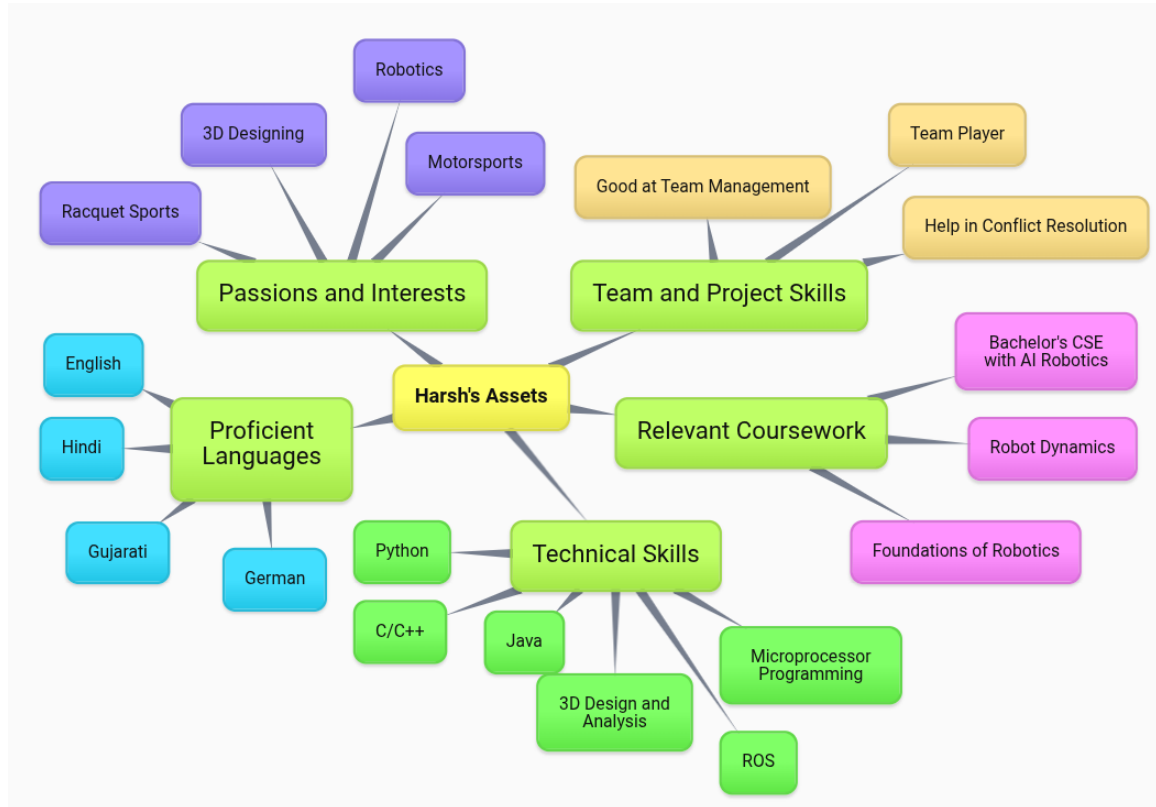 Robotics
3D Designing
Motorsports
Racquet Sports
Passions and Interests
Team Player
Good at Team Management
Help in Conflict Resolution
Team and Project Skills
Harsh's Assets
English
Hindi
Gujarati
German
Proficient
Languages
Relevant Coursework
Bachelor's CSE
with AI Robotics
Robot Dynamics
Foundations of Robotics
Technical Skills
Python
C/C++
Java
3D Design and
Analysis
ROS
Microprocessor
Programming